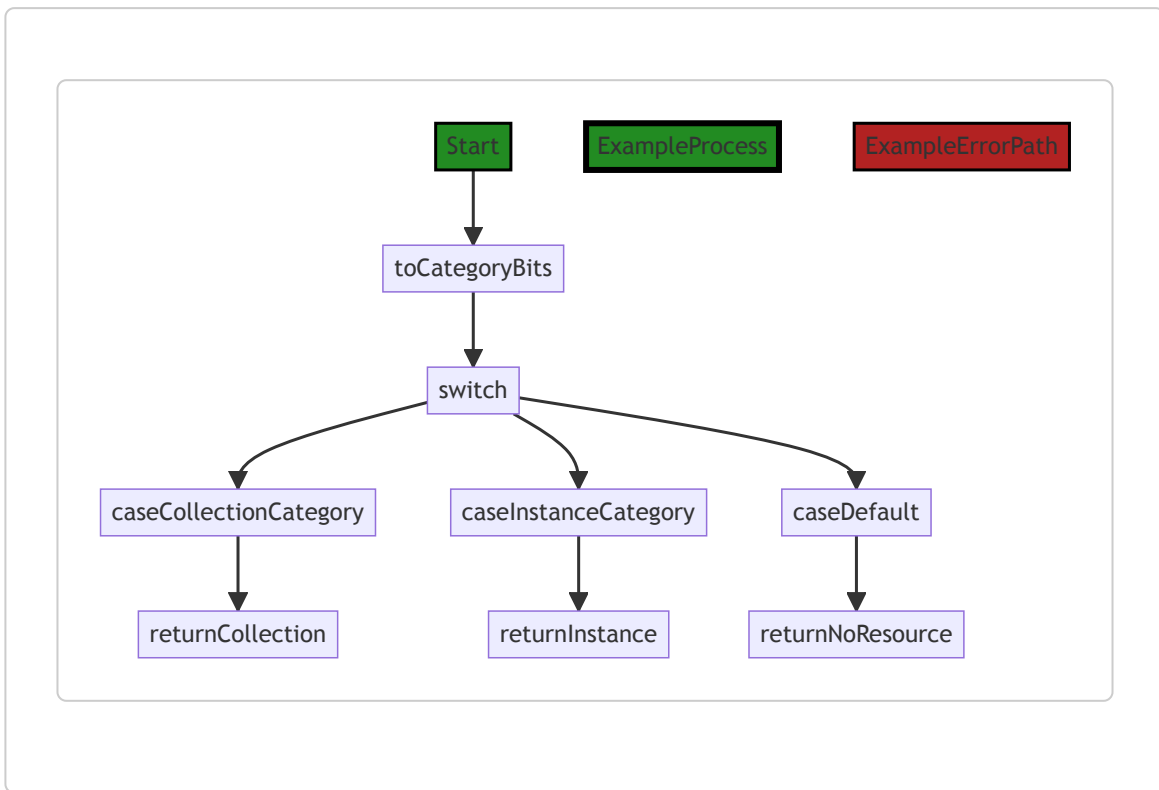 Start
ExampleProcess
ExampleErrorPath
toCategoryBits
switch
caseCollectionCategory
caseInstanceCategory
caseDefault
returnCollection
returnInstance
returnNoResource